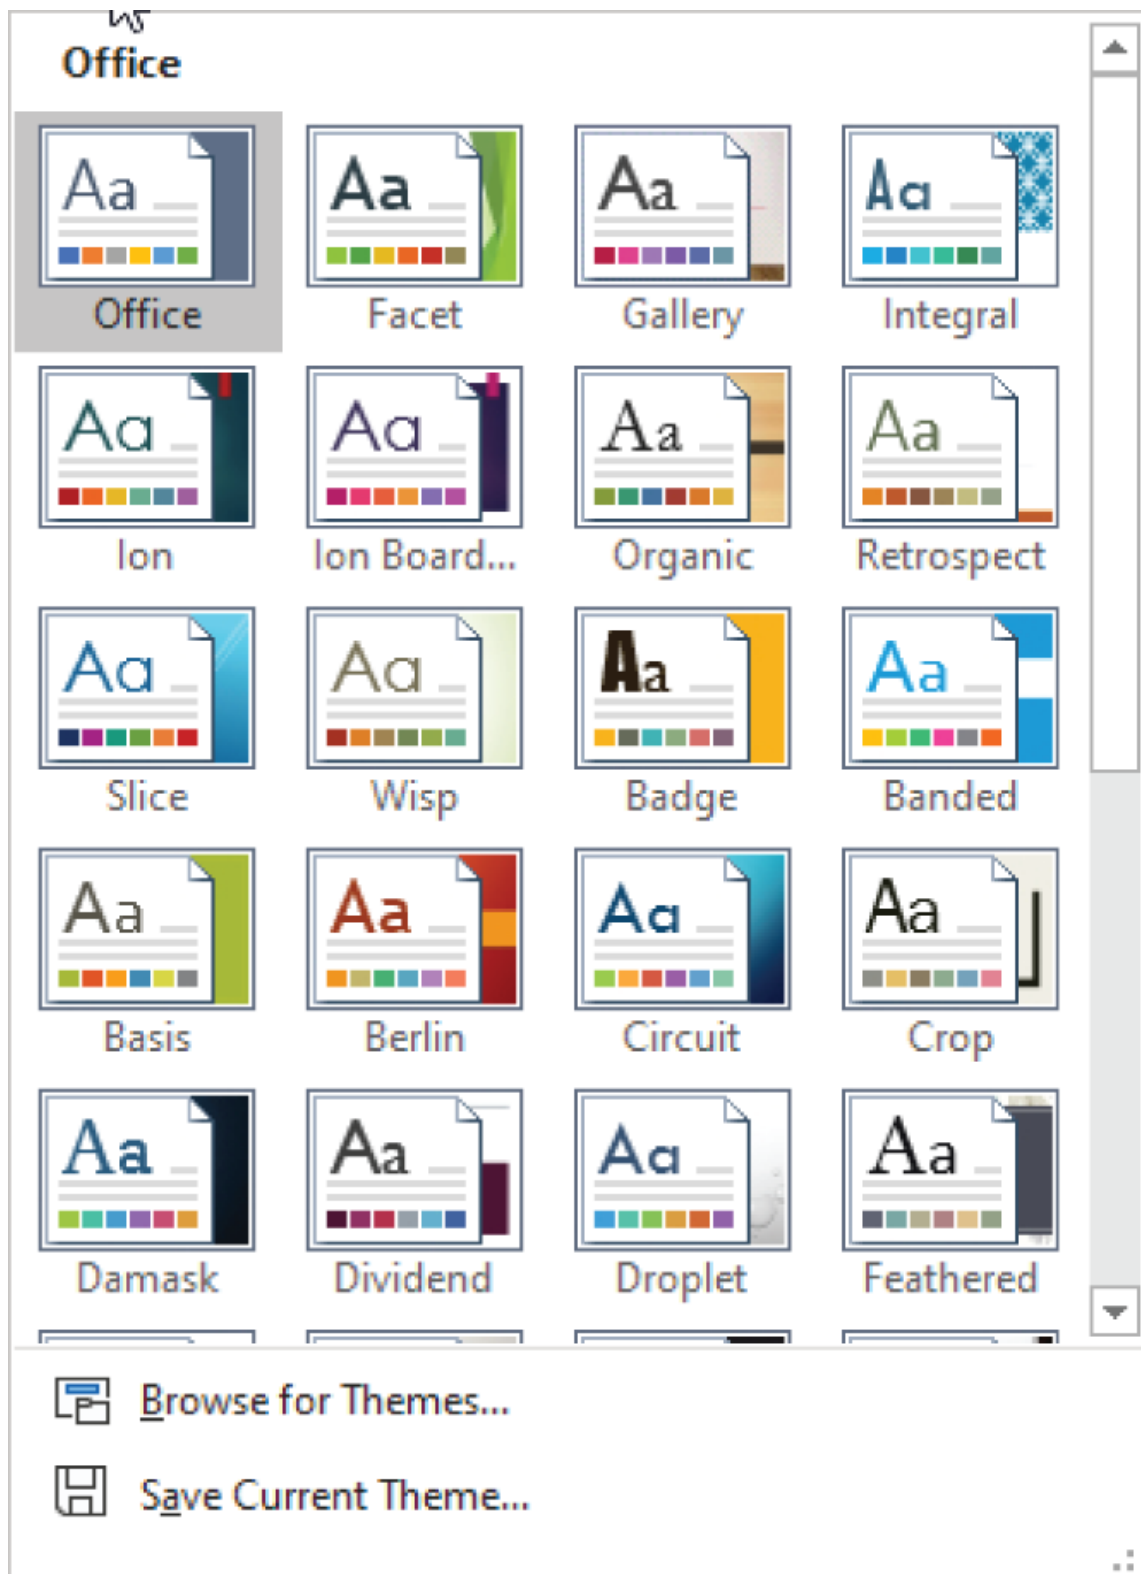 Office
Aa Aa Aa Aa
Office Facet Gallery Integral
Aa Aa Aa Aa
Ion Ion Board... Organic Retrospect
Aa Aa Aa Aa
Slice Wisp Badge Banded
Aa Aa Aa Aa
Basis Berlin Circuit Crop
Aa Aa Aa Aa
Damask Dividend Droplet Feathered
Browse for Themes...
Save Current Theme...